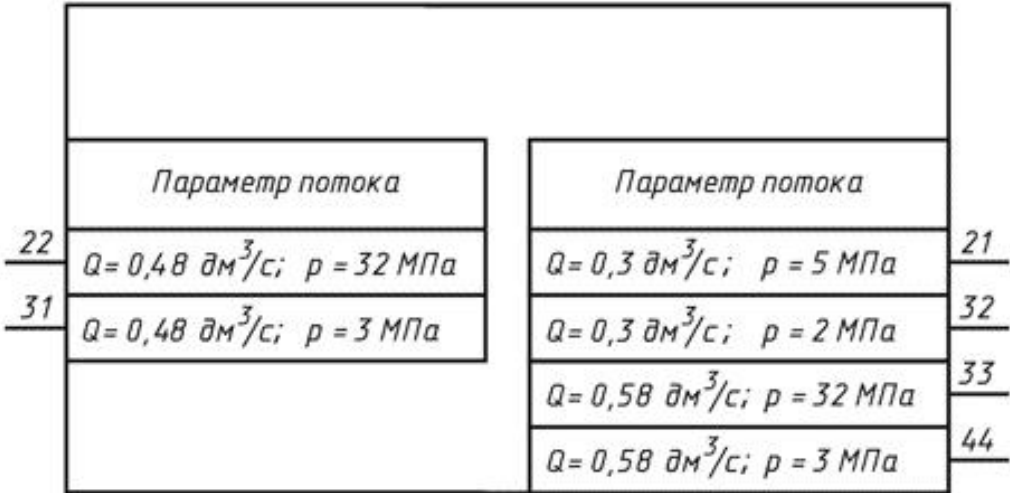 Параметр потока
22
Q= 0,48 дм³/с; p = 32 МПа
31
Q= 0,48 дм³/с; p = 3 МПа
Параметр потока
Q= 0,3 дм³/с; p = 5 МПа
21
Q= 0,3 дм³/с; p = 2 МПа
32
Q= 0,58 дм³/с; p = 32 МПа
33
Q= 0,58 дм³/с; p = 3 МПа
44